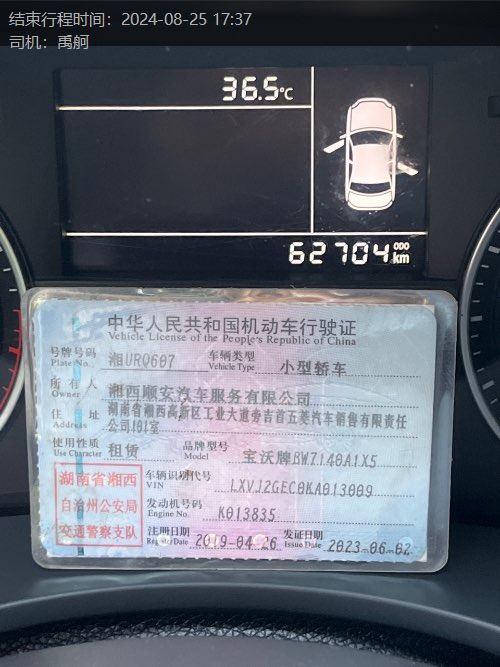 结束行程时间：2024-08-25 17:37
司机：禹舸
36.5℃
62704 ODO km
中华人民共和国机动车行驶证
Vehicle License of the People's Republic of China
号牌号码 Plate No. 湘URQ607 车辆类型 Vehicle Type 小型轿车
所有人 Owner 湘西顺安汽车服务有限公司
住址 Address 湖南省湘西高新区工业大道旁吉首五菱汽车销售有限责任
公司101室
使用性质 Use Character 租赁 品牌型号 Model 宝沃牌BW7140A1X5
湖南省湘西
自治州公安局
交通警察支队
车辆识别代号 VIN LXVJ2GEC0KA013009
发动机号码 Engine No. K013835
注册日期 Register Date 2019-04-26 发证日期 Issue Date 2023-06-02